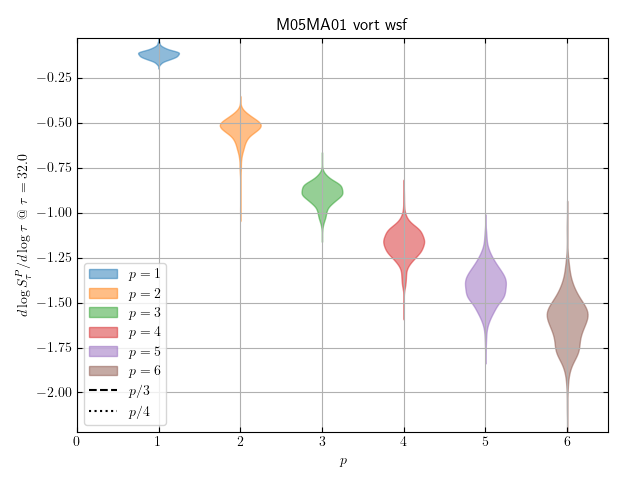 M05MA01 vort wsf
d log S_τ^p / d log τ @ τ = 32.0
−0.25
−0.50
−0.75
−1.00
−1.25
−1.50
−1.75
−2.00
p = 1
p = 2
p = 3
p = 4
p = 5
p = 6
p/3
p/4
0 1 2 3 4 5 6
p